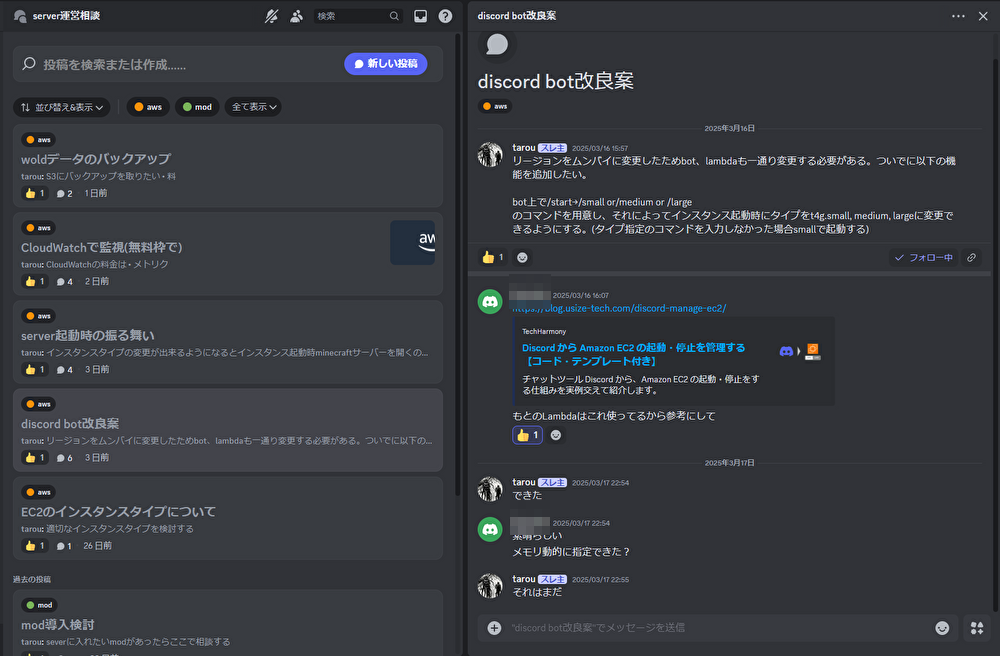 server運営相談
検索
投稿を検索または作成......
新しい投稿
並び替え&表示
aws
mod
全て表示
aws
woldデータのバックアップ
tarou: S3にバックアップを取りたい • 料
1
2
1日前
aws
CloudWatchで監視(無料枠で)
tarou: CloudWatchの料金は • メトリク
1
4
2日前
aws
server起動時の振る舞い
tarou: インスタンスタイプの変更が出来るようになるとインスタンス起動時minecraftサーバーを開くの...
1
4
3日前
aws
discord bot改良案
tarou: リージョンをムンバイに変更したためbot、lambdaも一通り変更する必要がある。ついでに以下の...
1
6
3日前
aws
EC2のインスタンスタイプについて
tarou: 適切なインスタンスタイプを検討する
1
1
26日前
過去の投稿
mod
mod導入検討
tarou: severに入れたいmodがあったらここで相談する
discord bot改良案
discord bot改良案
aws
2025年3月16日
tarou スレ主 2025/03/16 15:57
リージョンをムンバイに変更したためbot、lambdaも一通り変更する必要がある。ついでに以下の機
能を追加したい。
bot上で/start→/small or/medium or /large
のコマンドを用意し、それによってインスタンス起動時にタイプをt4g.small, medium, largeに変更で
きるようにする。(タイプ指定のコマンドを入力しなかった場合smallで起動する)
1
フォロー中
2025/03/16 16:07
https://blog.usize-tech.com/discord-manage-ec2/
TechHarmony
Discord から Amazon EC2 の起動・停止を管理する
【コード・テンプレート付き】
チャットツール Discord から、Amazon EC2 の起動・停止をす
る仕組みを実例交えて紹介します。
もとのLambdaはこれ使ってるから参考にして
1
2025年3月17日
tarou スレ主 2025/03/17 22:54
できた
2025/03/17 22:54
素晴らしい
メモリ動的に指定できた？
tarou スレ主 2025/03/17 22:55
それはまだ
"discord bot改良案"でメッセージを送信